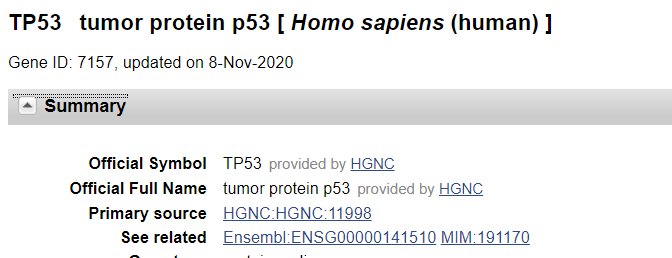 TP53 tumor protein p53 [ Homo sapiens (human) ]
Gene ID: 7157, updated on 8-Nov-2020
Summary
Official Symbol TP53 provided by HGNC
Official Full Name tumor protein p53 provided by HGNC
Primary source HGNC:HGNC:11998
See related Ensembl:ENSG00000141510 MIM:191170